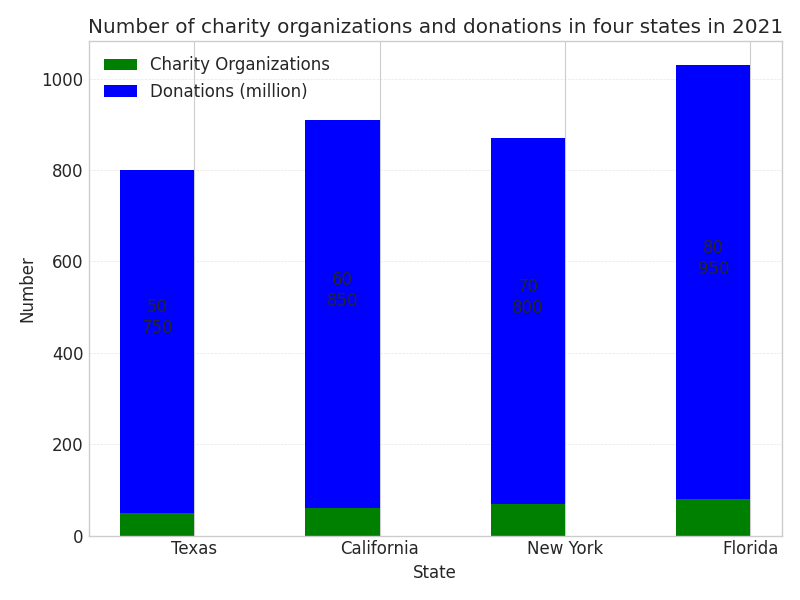 Number of charity organizations and donations in four states in 2021
Charity Organizations
Donations (million)
1000
800
600
400
200
0
Number
50
750
60
850
70
800
80
950
Texas
California
New York
Florida
State